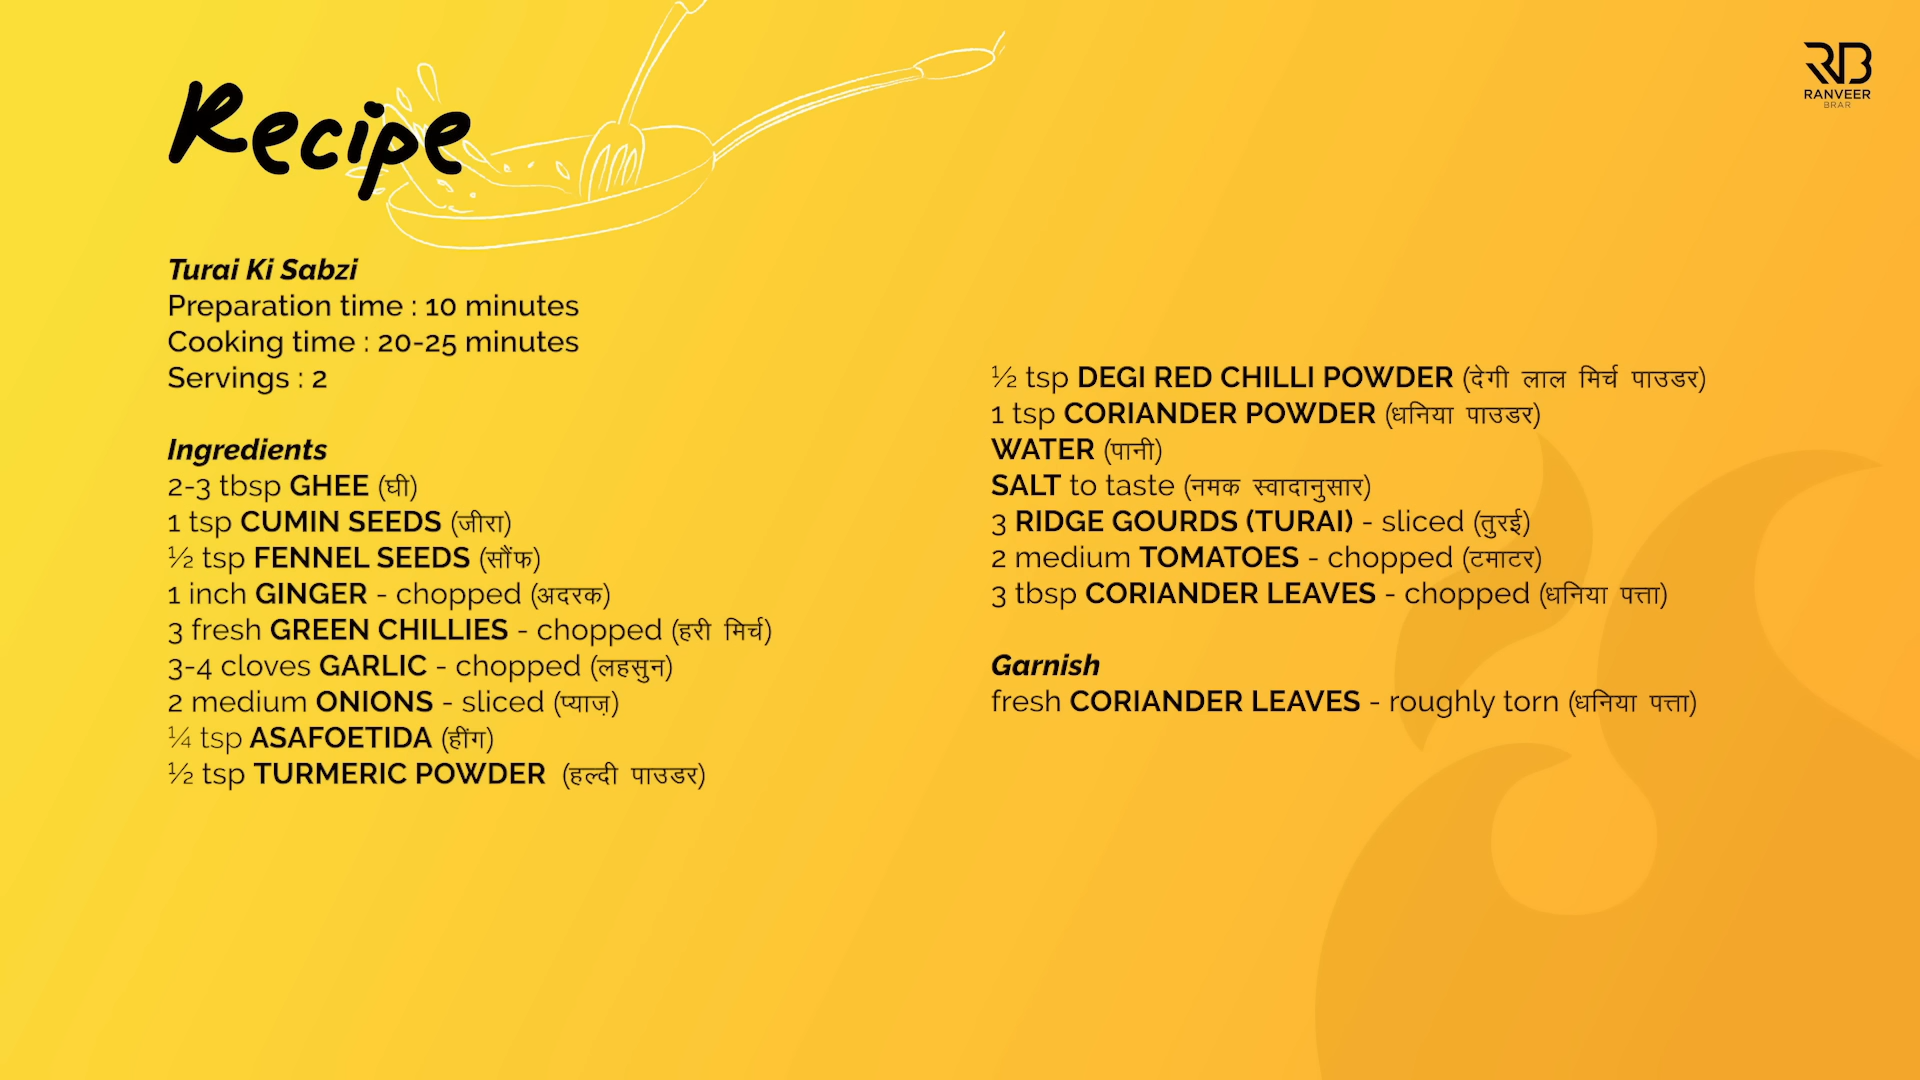 Recipe
RANVEER
BRAR
Turai Ki Sabzi
Preparation time : 10 minutes
Cooking time : 20-25 minutes
Servings : 2
Ingredients
2-3 tbsp GHEE (घी)
1 tsp CUMIN SEEDS (जीरा)
½ tsp FENNEL SEEDS (सौंफ)
1 inch GINGER - chopped (अदरक)
3 fresh GREEN CHILLIES - chopped (हरी मिर्च)
3-4 cloves GARLIC - chopped (लहसुन)
2 medium ONIONS - sliced (प्याज़)
¼ tsp ASAFOETIDA (हींग)
½ tsp TURMERIC POWDER (हल्दी पाउडर)
½ tsp DEGI RED CHILLI POWDER (देगी लाल मिर्च पाउडर)
1 tsp CORIANDER POWDER (धनिया पाउडर)
WATER (पानी)
SALT to taste (नमक स्वादानुसार)
3 RIDGE GOURDS (TURAI) - sliced (तुरई)
2 medium TOMATOES - chopped (टमाटर)
3 tbsp CORIANDER LEAVES - chopped (धनिया पत्ता)
Garnish
fresh CORIANDER LEAVES - roughly torn (धनिया पत्ता)